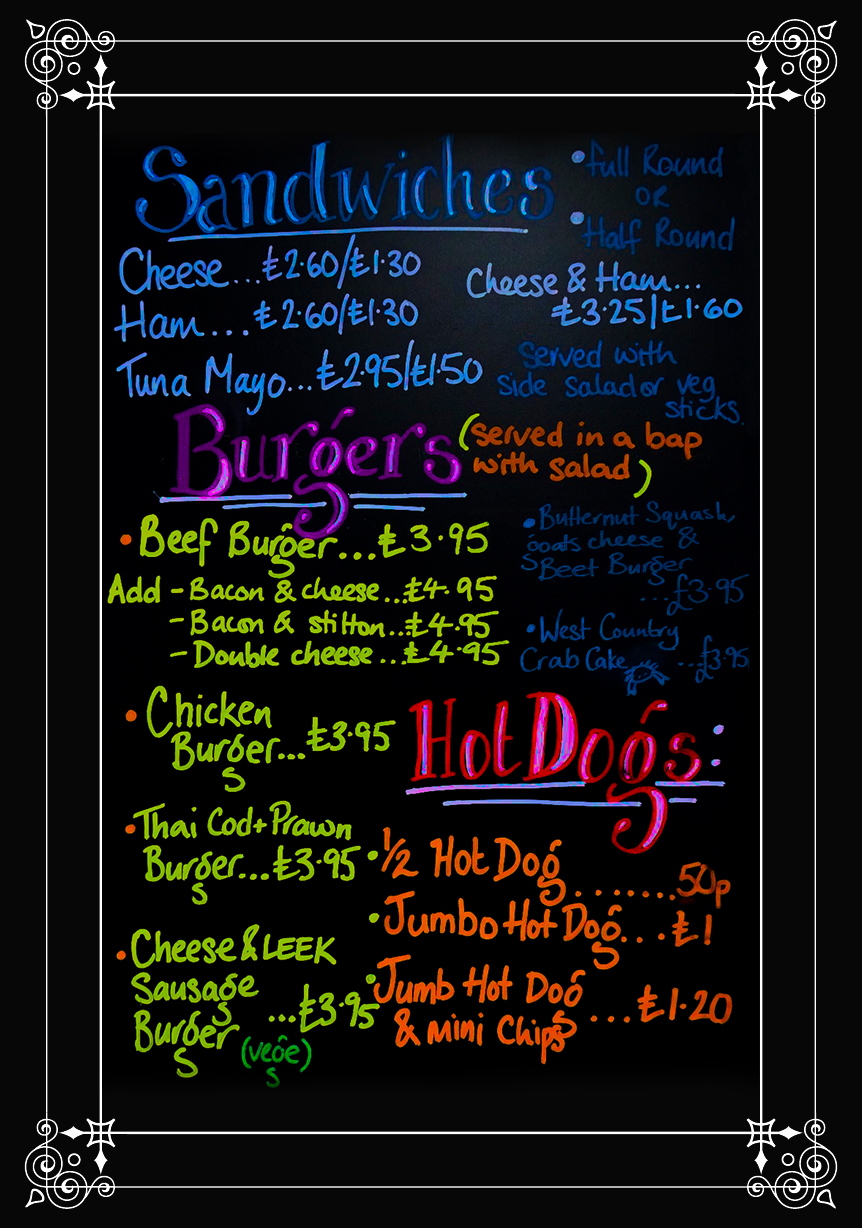 Sandwiches
• full Round
OR
• Half Round
Cheese...£2.60/£1.30
Ham....£2.60/£1.30
Tuna Mayo...£2.95/£1.50
Cheese & Ham...
£3.25/£1.60
Served with
side salad or veg
sticks.
Burgers
(served in a bap
with salad)
• Beef Burger...£3.95
Add - Bacon & cheese...£4.95
- Bacon & stilton...£4.95
- Double cheese...£4.95
• Chicken
Burger...£3.95
• Thai Cod + Prawn
Burger...£3.95
• Cheese & LEEK
Sausage
Burger ...£3.95
(vege)
• Butternut Squash,
goats cheese &
Beet Burger
...£3.95
• West Country
Crab Cake ...£3.95
Hot Dogs:
• 1/2 Hot Dog
........50p
• Jumbo Hot Dog....£1
• Jumb Hot Dog
& mini Chips ...£1.20